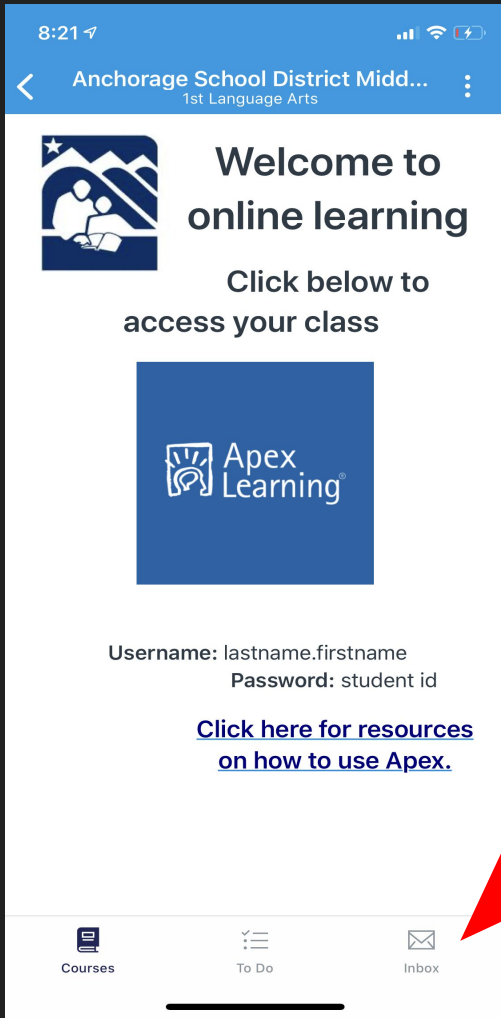 8:21
Anchorage School District Midd...
1st Language Arts
Welcome to
online learning
Click below to
access your class
Apex
Learning®
Username: lastname.firstname
Password: student id
Click here for resources
on how to use Apex.
Courses
To Do
Inbox